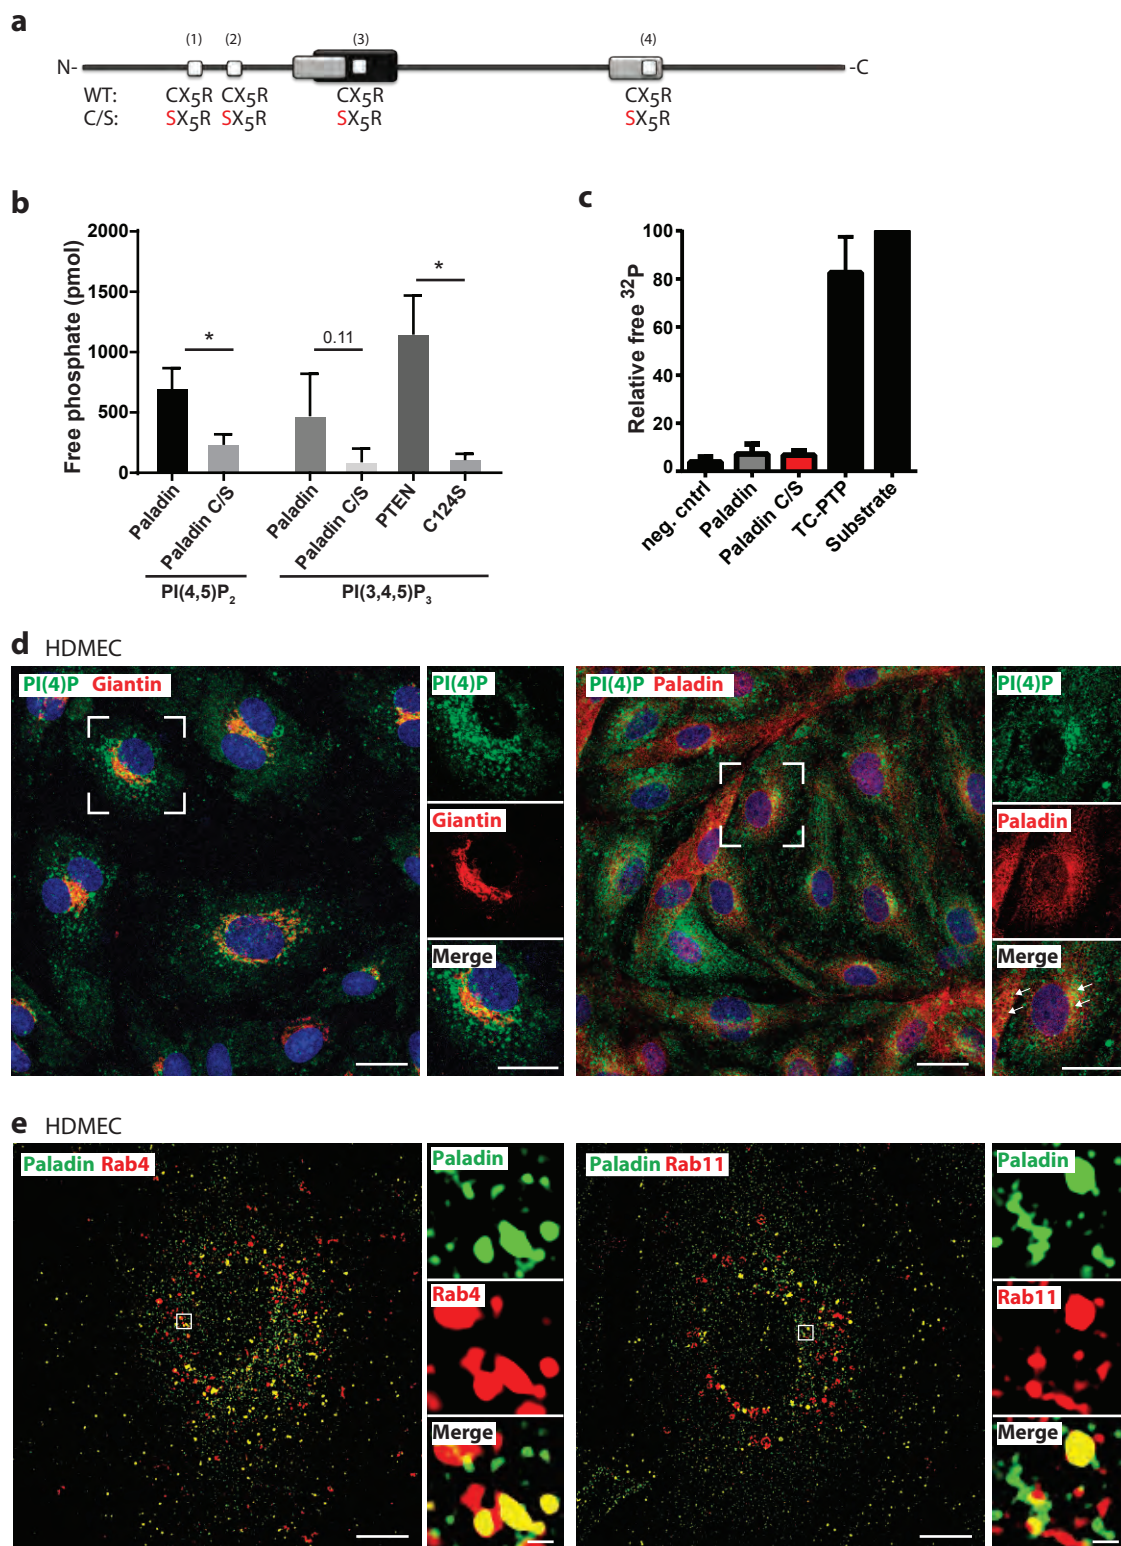 a
(1) (2) (3) (4)
N- -C
WT: CX5R CX5R CX5R CX5R
C/S: SX5R SX5R SX5R SX5R
b
Free phosphate (pmol)
2000
1500
1000
500
0
* 0.11 *
Paladin Paladin C/S Paladin Paladin C/S PTEN C124S
PI(4,5)P2 PI(3,4,5)P3
c
Relative free 32P
100
80
60
40
20
0
neg. cntrl Paladin Paladin C/S TC-PTP Substrate
d HDMEC
PI(4)P Giantin
PI(4)P
Giantin
Merge
PI(4)P Paladin
PI(4)P
Paladin
Merge
e HDMEC
Paladin Rab4
Paladin
Rab4
Merge
Paladin Rab11
Paladin
Rab11
Merge